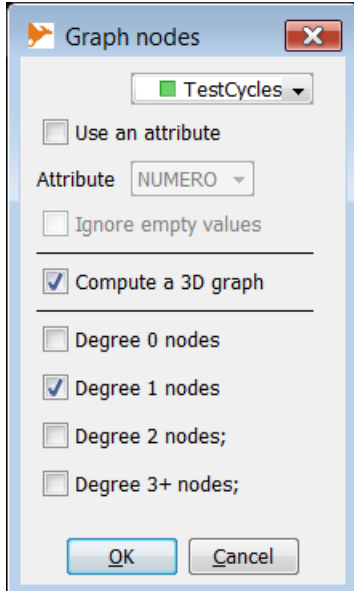 Graph nodes
TestCycles
Use an attribute
Attribute NUMERO
Ignore empty values
Compute a 3D graph
Degree 0 nodes
Degree 1 nodes
Degree 2 nodes;
Degree 3+ nodes;
OK Cancel